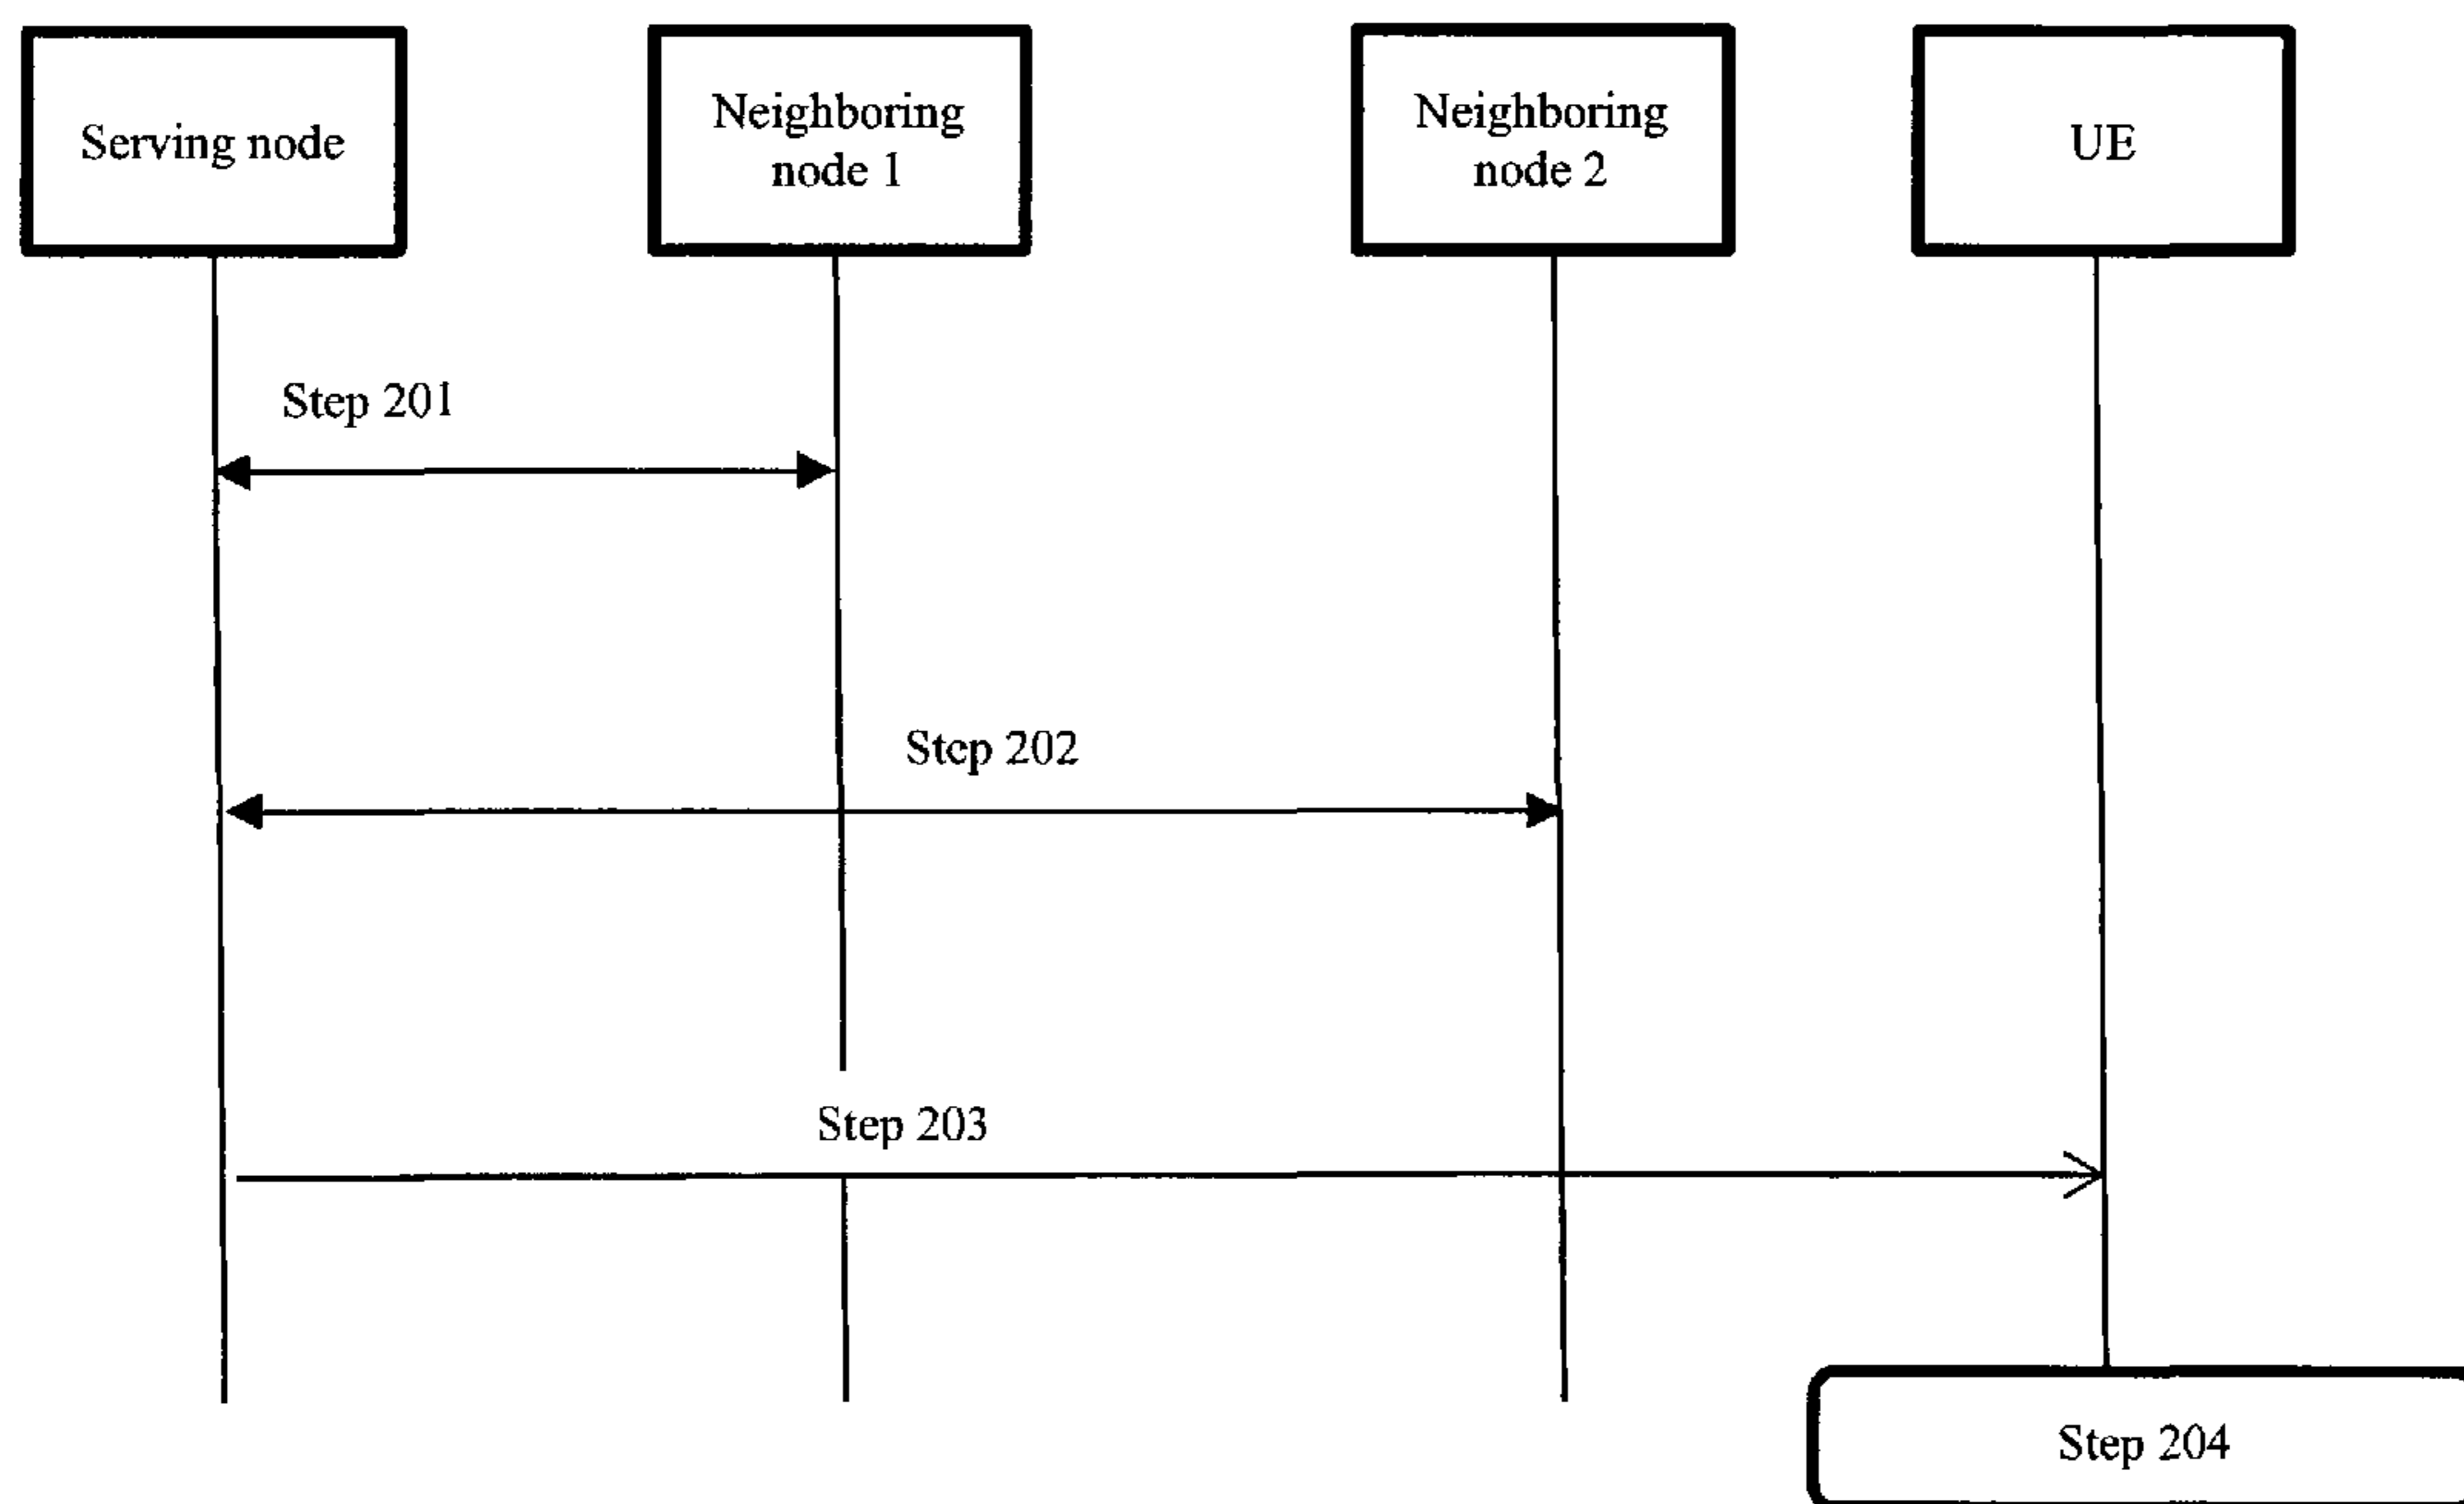 Serving node
Neighboring
node 1
Neighboring
node 2
UE
Step 201
Step 202
Step 203
Step 204